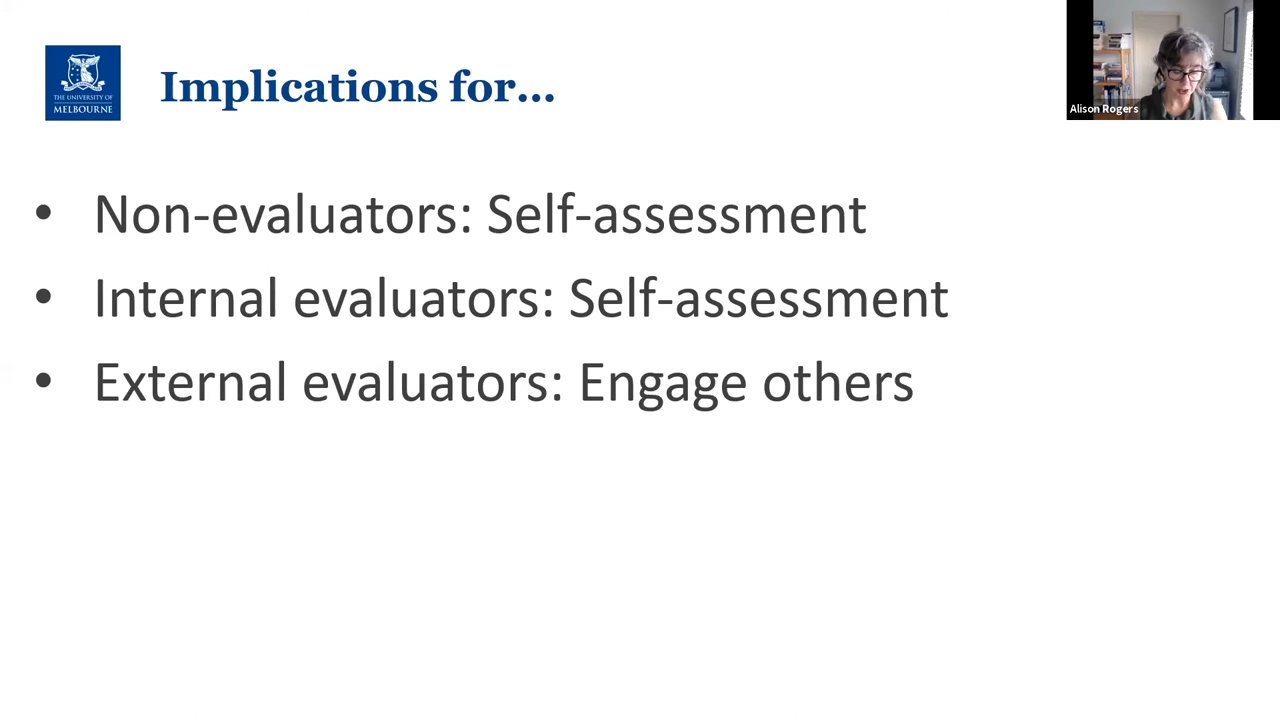 THE UNIVERSITY OF
MELBOURNE
Implications for...
Alison Rogers
• Non-evaluators: Self-assessment
• Internal evaluators: Self-assessment
• External evaluators: Engage others